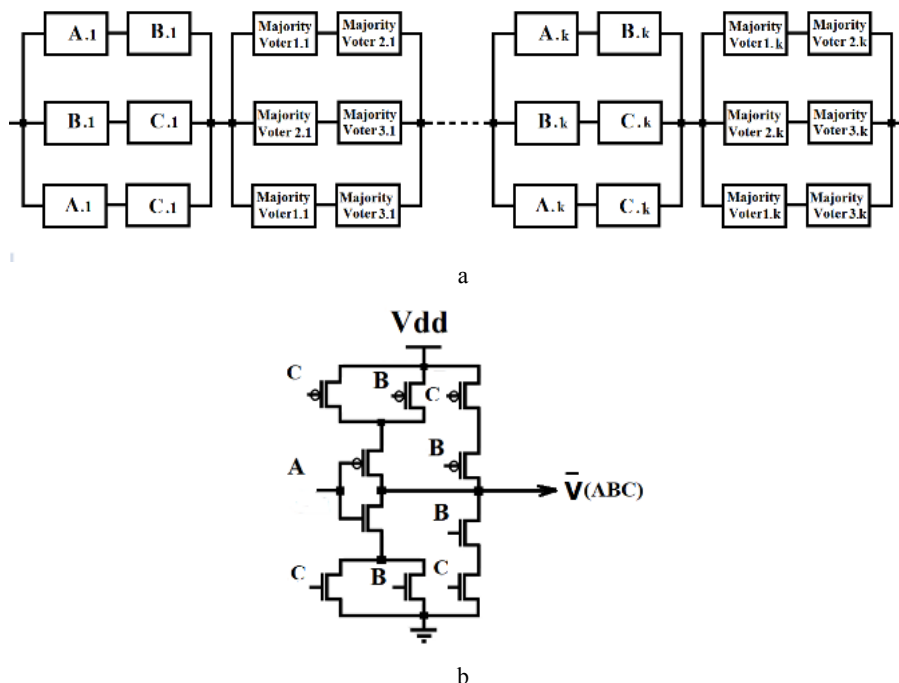 A.1 B.1 Majority Voter1.1 Majority Voter 2.1 A.k B.k Majority Voter1.k Majority Voter 2.k
B.1 C.1 Majority Voter 2.1 Majority Voter3.1 B.k C.k Majority Voter 2.k Majority Voter3.k
A.1 C.1 Majority Voter1.1 Majority Voter 3.1 A.k C.k Majority Voter1.k Majority Voter3.k
a
Vdd
C B C
A B
V̄(ABC)
B
C B C
b